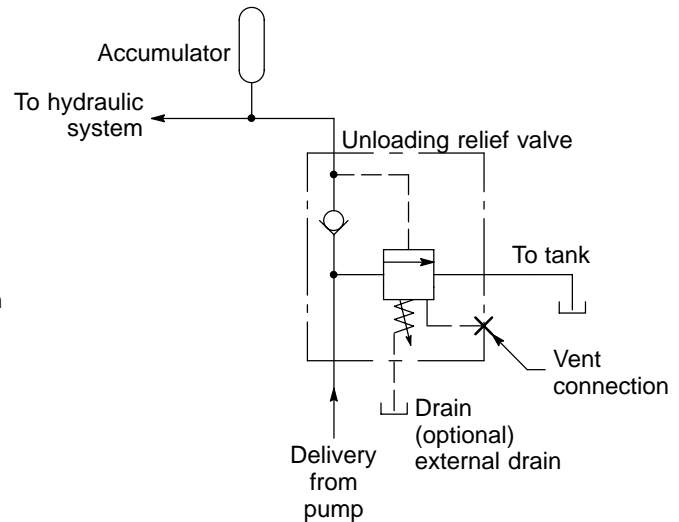 Accumulator
To hydraulic
system
Unloading relief valve
To tank
Vent
connection
Drain
(optional)
external drain
Delivery
from
pump